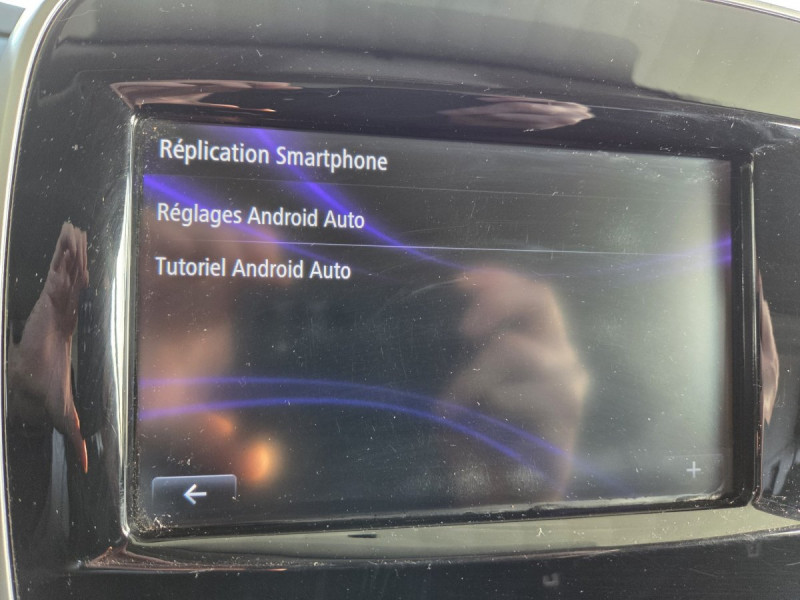 Réplication Smartphone
Réglages Android Auto
Tutoriel Android Auto